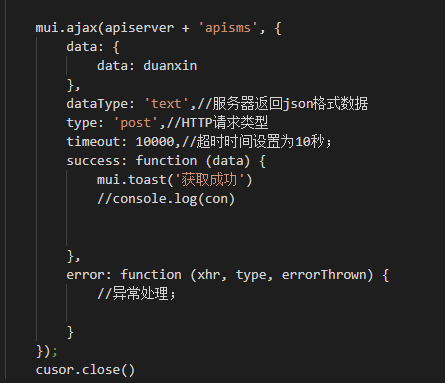 mui.ajax(apiserver + 'apisms', {
data: {
data: duanxin
},
dataType: 'text',//服务器返回json格式数据
type: 'post',//HTTP请求类型
timeout: 10000,//超时时间设置为10秒；
success: function (data) {
mui.toast('获取成功')
//console.log(con)
},
error: function (xhr, type, errorThrown) {
//异常处理；
}
});
cusor.close()